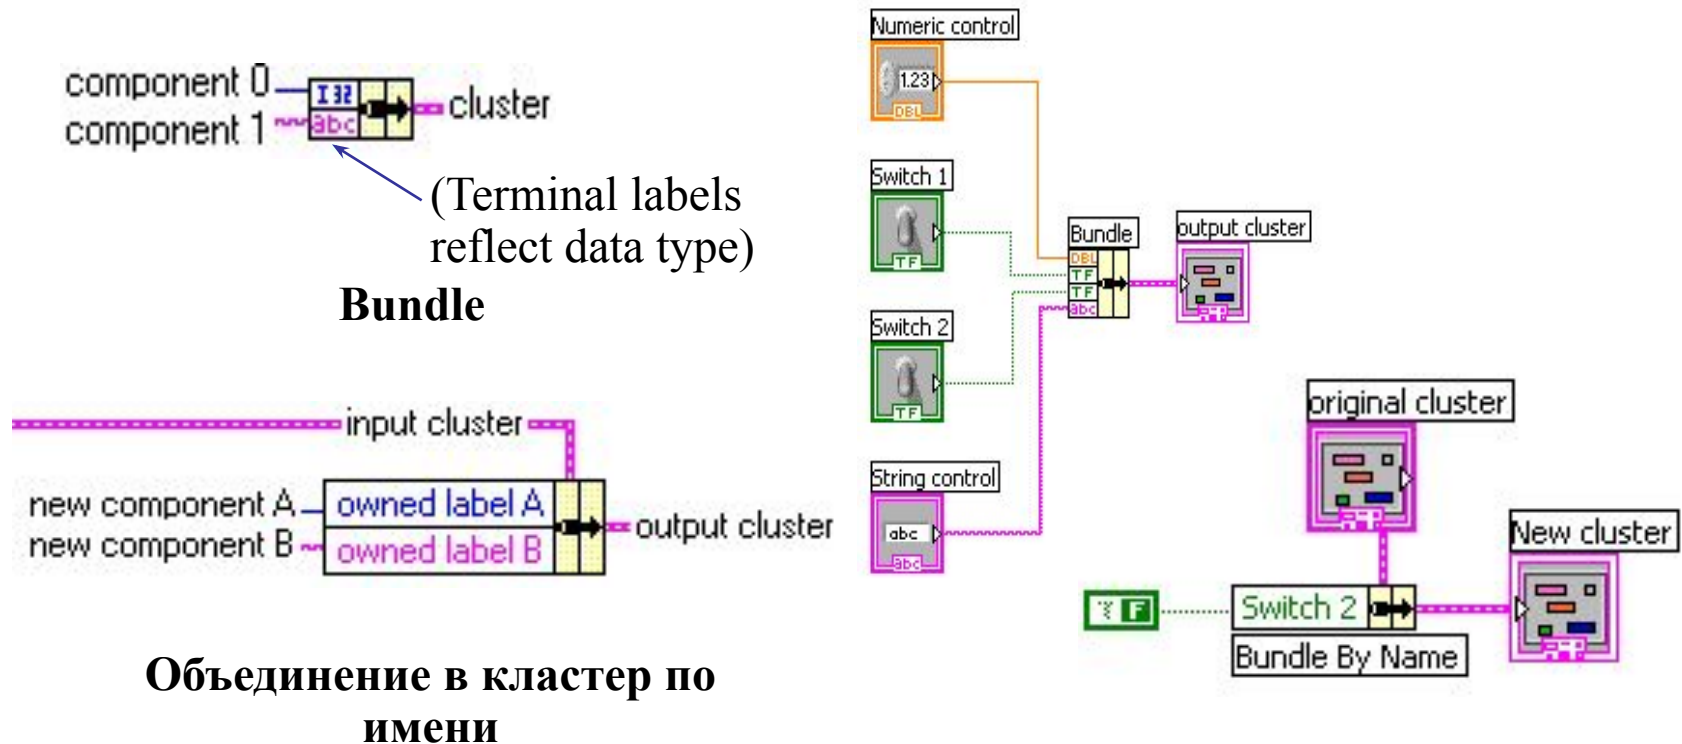 component 0
I32
cluster
component 1
abc
(Terminal labels
reflect data type)
Bundle
input cluster
new component A
owned label A
new component B
owned label B
output cluster
Объединение в кластер по
имени
Numeric control
1.23
DBL
Switch 1
TF
Switch 2
TF
String control
abc
abc
Bundle
DBL
TF
TF
abc
output cluster
original cluster
New cluster
F
Switch 2
Bundle By Name